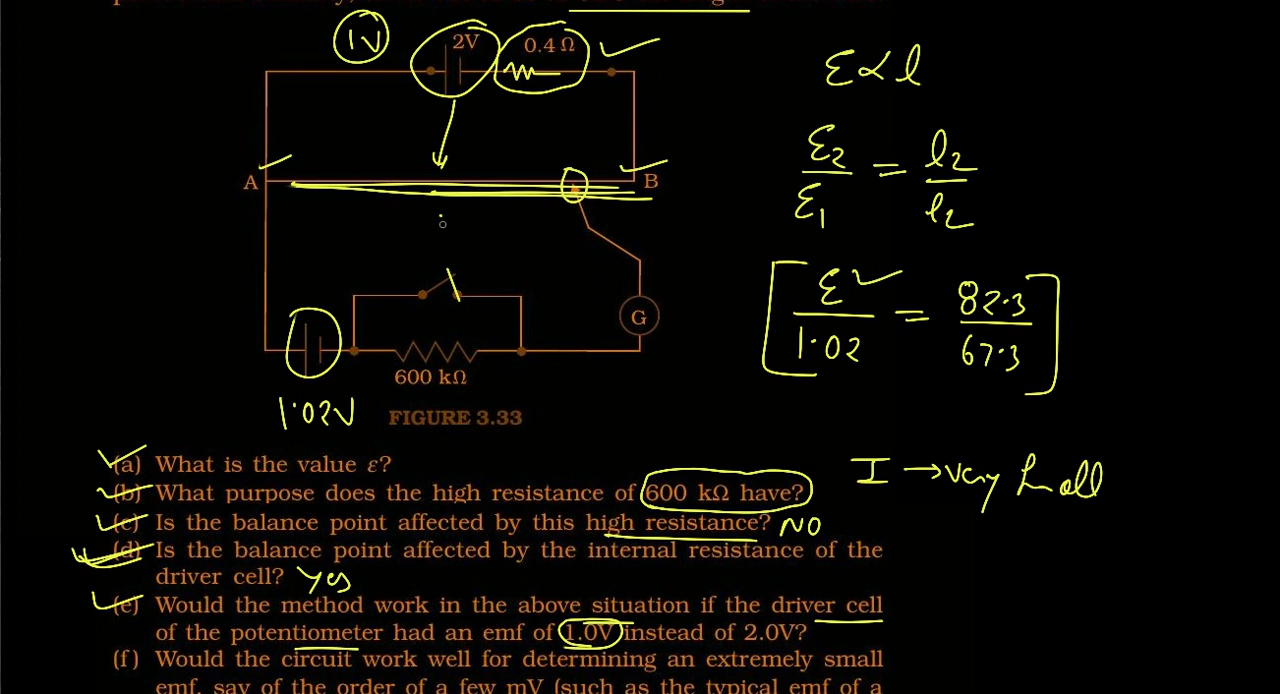 1V
2V
0.4 Ω
A
B
G
600 kΩ
1.02V
FIGURE 3.33
ε ∝ l
ε2/ε1 = l2/l2
[ε/1.02 = 82.3/67.3]
(a) What is the value ε?
I → very small
(b) What purpose does the high resistance of 600 kΩ have?
(c) Is the balance point affected by this high resistance? NO
(d) Is the balance point affected by the internal resistance of the
driver cell? Yes
(e) Would the method work in the above situation if the driver cell
of the potentiometer had an emf of 1.0V instead of 2.0V?
(f) Would the circuit work well for determining an extremely small
emf, say of the order of a few mV (such as the typical emf of a